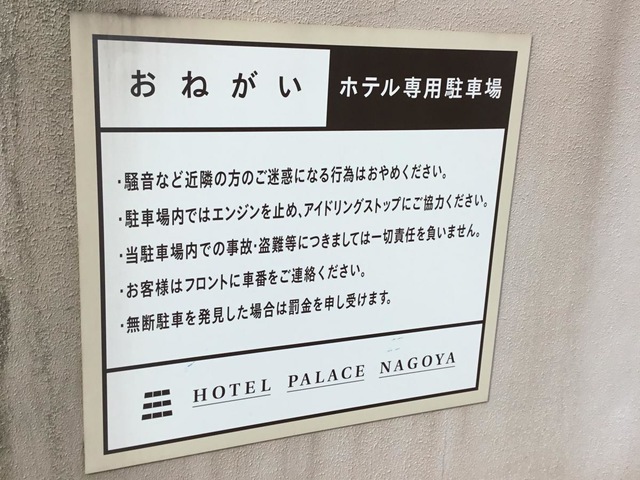 おねがい
ホテル専用駐車場
・騒音など近隣の方のご迷惑になる行為はおやめください。
・駐車場内ではエンジンを止め、アイドリングストップにご協力ください。
・当駐車場内での事故・盗難等につきましては一切責任を負いません。
・お客様はフロントに車番をご連絡ください。
・無断駐車を発見した場合は罰金を申し受けます。
HOTEL PALACE NAGOYA